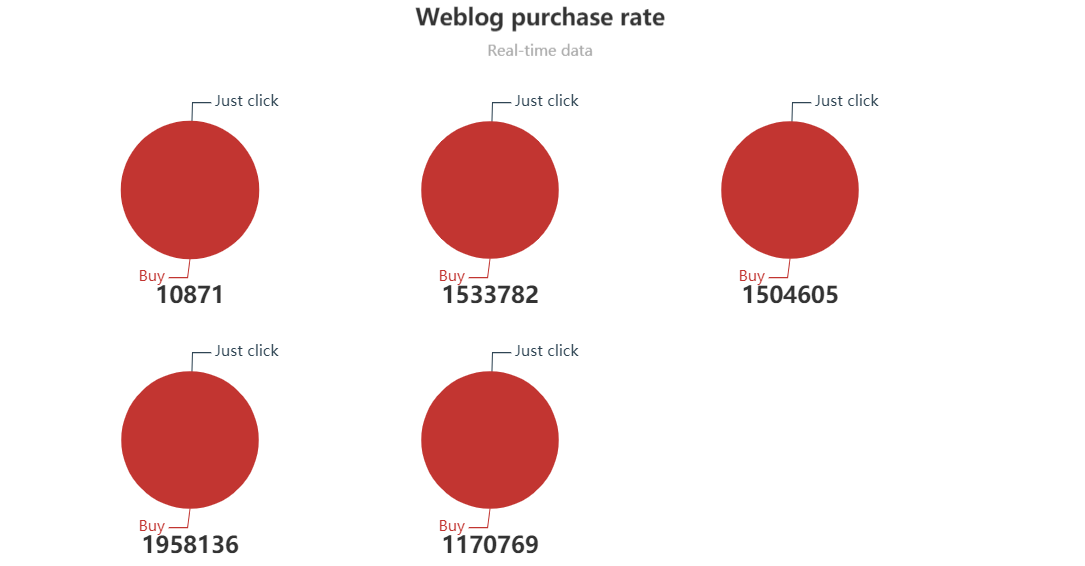 Weblog purchase rate
Real-time data
Just click
Just click
Just click
Buy
Buy
Buy
10871
1533782
1504605
Just click
Just click
Buy
Buy
1958136
1170769